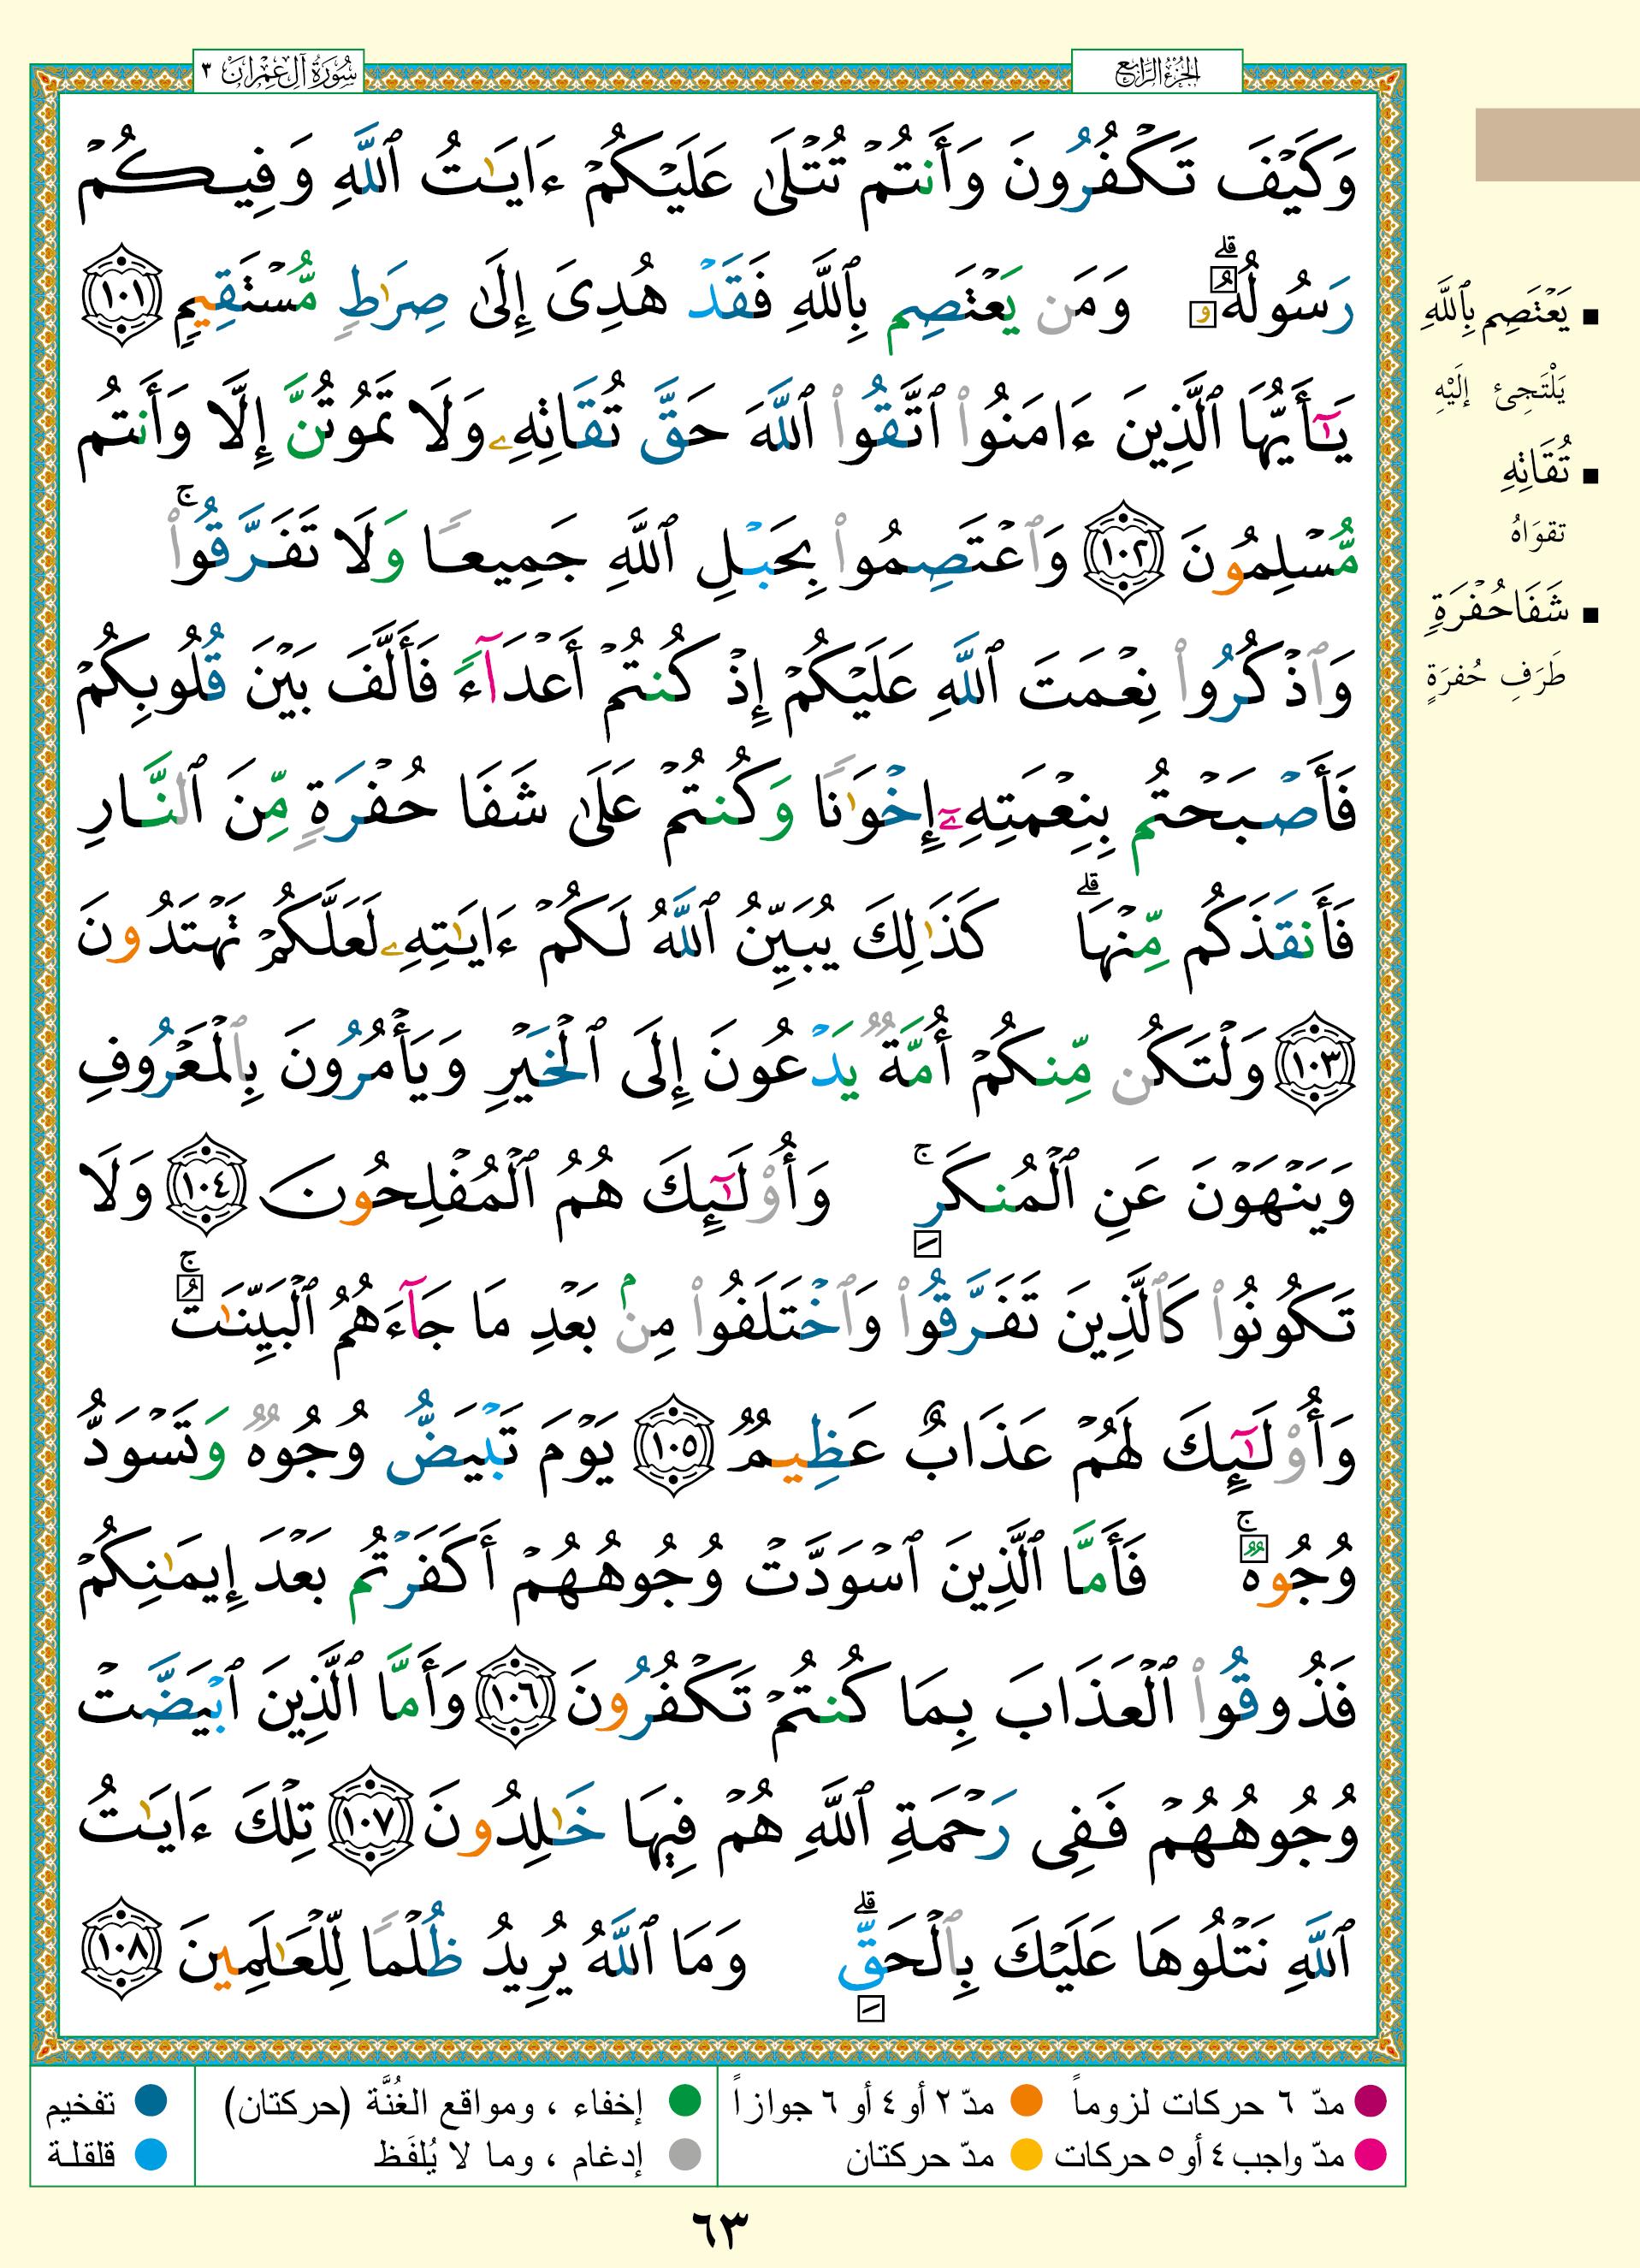 الجزء الرابع
سورة آل عمران ٣
وَكَيۡفَ تَكۡفُرُونَ وَأَنتُمۡ تُتۡلَىٰ عَلَيۡكُمۡ ءَايَٰتُ ٱللَّهِ وَفِيكُمۡ
رَسُولُهُۥۗ وَمَن يَعۡتَصِم بِٱللَّهِ فَقَدۡ هُدِىَ إِلَىٰ صِرَٰطٖ مُّسۡتَقِيمٖ ١٠١
يَٰٓأَيُّهَا ٱلَّذِينَ ءَامَنُواْ ٱتَّقُواْ ٱللَّهَ حَقَّ تُقَاتِهِۦ وَلَا تَمُوتُنَّ إِلَّا وَأَنتُم
مُّسۡلِمُونَ ١٠٢ وَٱعۡتَصِمُواْ بِحَبۡلِ ٱللَّهِ جَمِيعٗا وَلَا تَفَرَّقُواْۚ
وَٱذۡكُرُواْ نِعۡمَتَ ٱللَّهِ عَلَيۡكُمۡ إِذۡ كُنتُمۡ أَعۡدَآءٗ فَأَلَّفَ بَيۡنَ قُلُوبِكُمۡ
فَأَصۡبَحۡتُم بِنِعۡمَتِهِۦٓ إِخۡوَٰنٗا وَكُنتُمۡ عَلَىٰ شَفَا حُفۡرَةٖ مِّنَ ٱلنَّارِ
فَأَنقَذَكُم مِّنۡهَاۗ كَذَٰلِكَ يُبَيِّنُ ٱللَّهُ لَكُمۡ ءَايَٰتِهِۦ لَعَلَّكُمۡ تَهۡتَدُونَ
١٠٣ وَلۡتَكُن مِّنكُمۡ أُمَّةٞ يَدۡعُونَ إِلَى ٱلۡخَيۡرِ وَيَأۡمُرُونَ بِٱلۡمَعۡرُوفِ
وَيَنۡهَوۡنَ عَنِ ٱلۡمُنكَرِۚ وَأُوْلَٰٓئِكَ هُمُ ٱلۡمُفۡلِحُونَ ١٠٤ وَلَا
تَكُونُواْ كَٱلَّذِينَ تَفَرَّقُواْ وَٱخۡتَلَفُواْ مِنۢ بَعۡدِ مَا جَآءَهُمُ ٱلۡبَيِّنَٰتُۚ
وَأُوْلَٰٓئِكَ لَهُمۡ عَذَابٌ عَظِيمٞ ١٠٥ يَوۡمَ تَبۡيَضُّ وُجُوهٞ وَتَسۡوَدُّ
وُجُوهٞۚ فَأَمَّا ٱلَّذِينَ ٱسۡوَدَّتۡ وُجُوهُهُمۡ أَكَفَرۡتُم بَعۡدَ إِيمَٰنِكُمۡ
فَذُوقُواْ ٱلۡعَذَابَ بِمَا كُنتُمۡ تَكۡفُرُونَ ١٠٦ وَأَمَّا ٱلَّذِينَ ٱبۡيَضَّتۡ
وُجُوهُهُمۡ فَفِى رَحۡمَةِ ٱللَّهِ هُمۡ فِيهَا خَٰلِدُونَ ١٠٧ تِلۡكَ ءَايَٰتُ
ٱللَّهِ نَتۡلُوهَا عَلَيۡكَ بِٱلۡحَقِّۗ وَمَا ٱللَّهُ يُرِيدُ ظُلۡمٗا لِّلۡعَٰلَمِينَ ١٠٨
▪ يَعۡتَصِم بِٱللَّهِ
يَلْتَجِئ إلَيْهِ
▪ تُقَاتِهِ
تقوَاهُ
▪ شَفَا حُفۡرَةٖ
طَرَفِ حُفرَةٍ
مدّ ٦ حركات لزوماً مدّ ٢ أو ٤ أو ٦ جوازاً إخفاء ، ومواقع الغُنَّة (حركتان) تفخيم
مدّ واجب ٤ أو ٥ حركات مدّ حركتان إدغام ، وما لا يُلفَظ قلقلة
٦٣